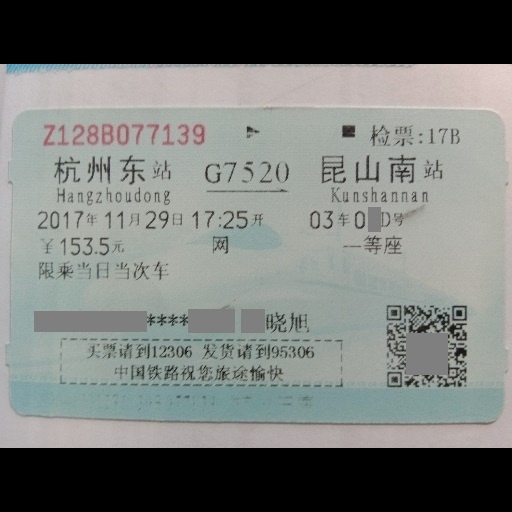 Z128B077139 检票:17B
杭州东站 G7520 昆山南站
Hangzhoudong Kunshannan
2017年11月29日17:25开 03车0 D号
¥153.5元 网 一等座
限乘当日当次车
**** 晓旭
买票请到12306 发货请到95306
中国铁路祝您旅途愉快